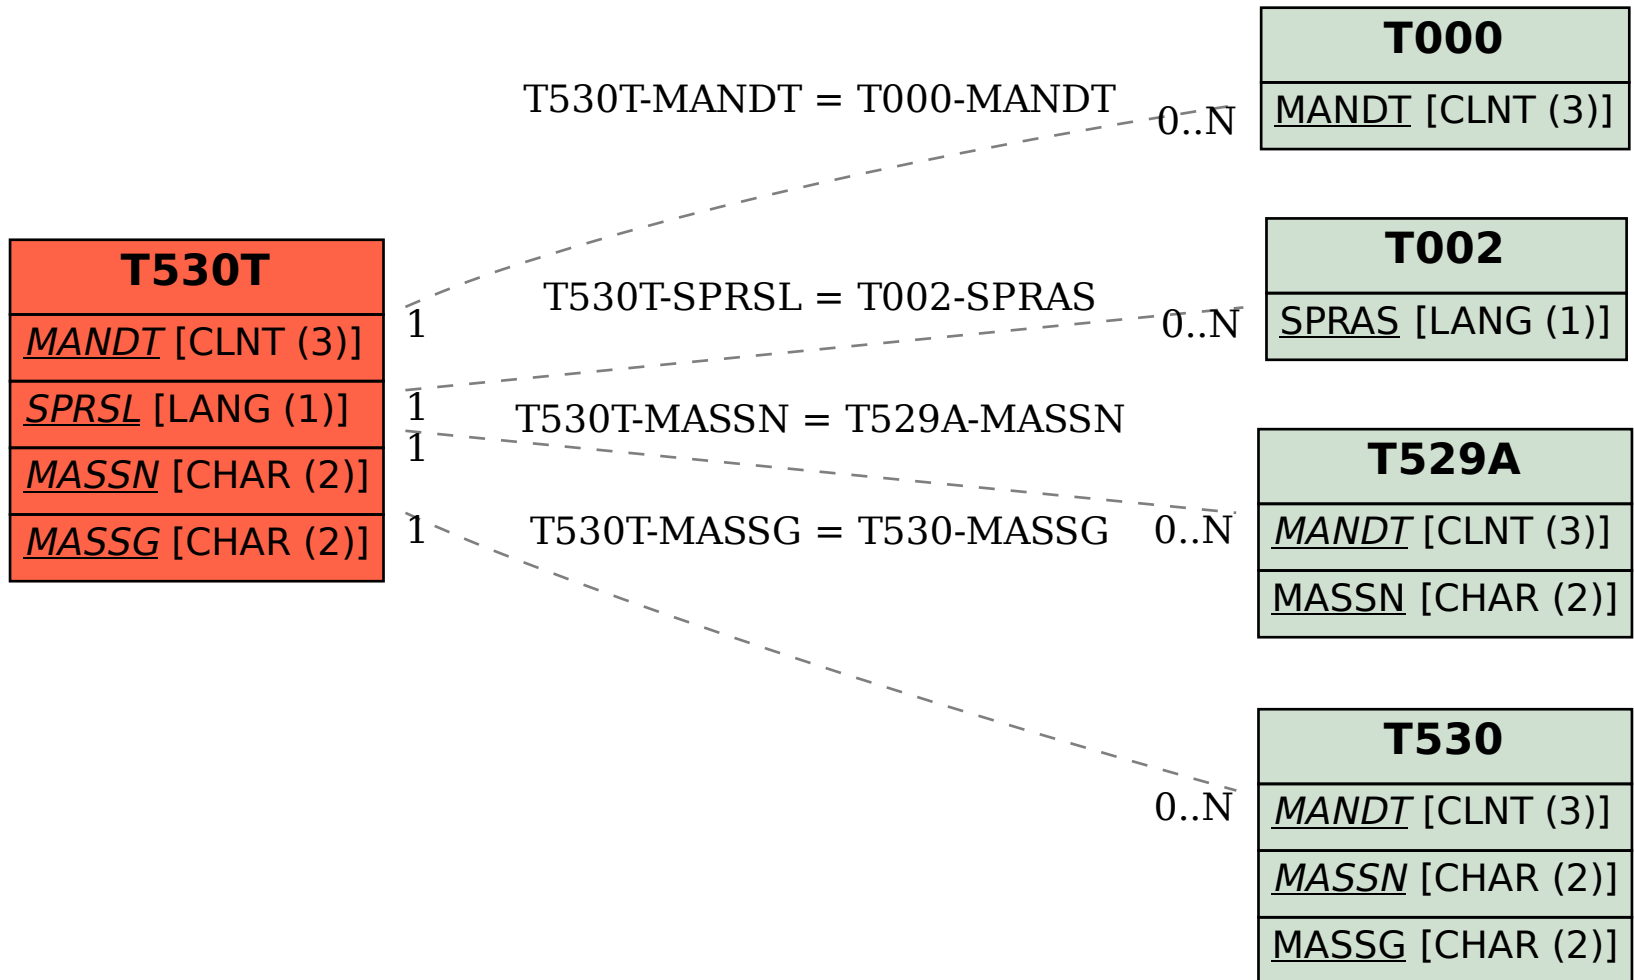 T530T
MANDT [CLNT (3)]
SPRSL [LANG (1)]
MASSN [CHAR (2)]
MASSG [CHAR (2)]
T530T-MANDT = T000-MANDT
0..N
1
T530T-SPRSL = T002-SPRAS
0..N
1
T530T-MASSN = T529A-MASSN
1
0..N
T530T-MASSG = T530-MASSG
1
0..N
T000
MANDT [CLNT (3)]
T002
SPRAS [LANG (1)]
T529A
MANDT [CLNT (3)]
MASSN [CHAR (2)]
T530
MANDT [CLNT (3)]
MASSN [CHAR (2)]
MASSG [CHAR (2)]